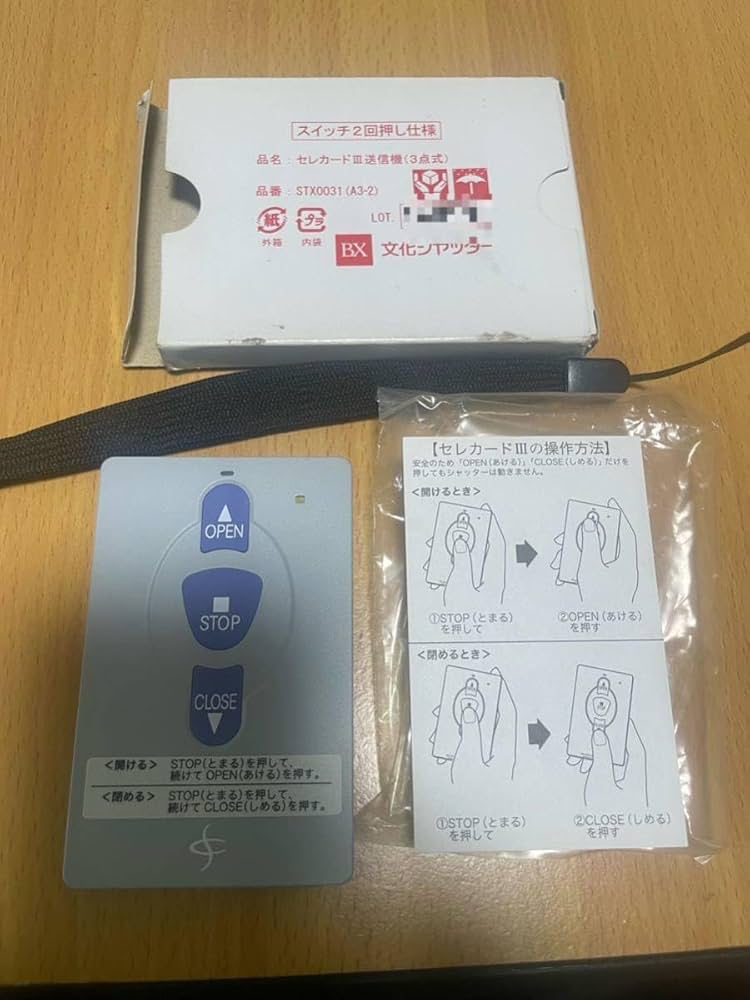 スイッチ2回押し仕様
品名:セレカードⅢ送信機(3点式)
品番:STX0031(A3-2)
LOT.
紙
プラ
外箱
内袋
BX 文化シヤッター
【セレカードⅢの操作方法】
安全のため「OPEN(あける)」「CLOSE(しめる)」だけを
押してもシャッターは動きません。
<開けるとき>
①STOP(とまる)
を押して
②OPEN(あける)
を押す
<閉めるとき>
①STOP(とまる)
を押して
②CLOSE(しめる)
を押す
OPEN
STOP
CLOSE
<開ける> STOP(とまる)を押して、
続けてOPEN(あける)を押す。
<閉める> STOP(とまる)を押して、
続けてCLOSE(しめる)を押す。